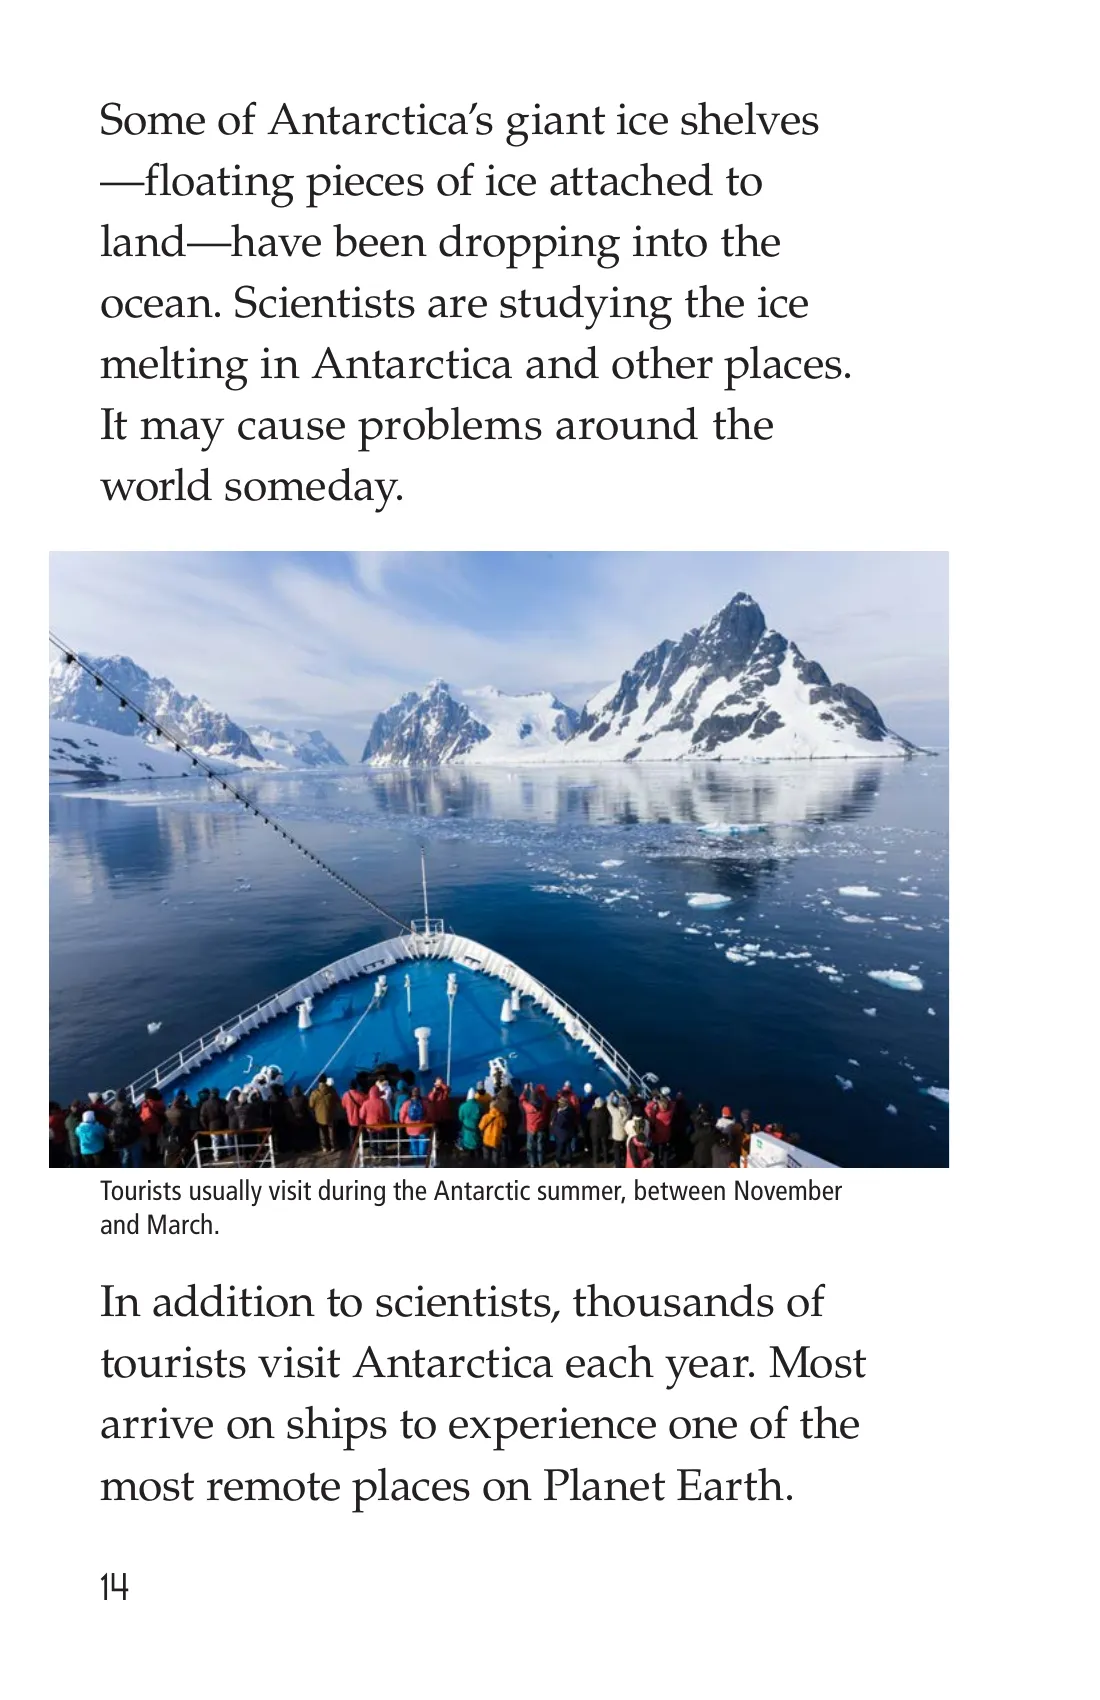 Some of Antarctica’s giant ice shelves
—floating pieces of ice attached to
land—have been dropping into the
ocean. Scientists are studying the ice
melting in Antarctica and other places.
It may cause problems around the
world someday.
Tourists usually visit during the Antarctic summer, between November
and March.
In addition to scientists, thousands of
tourists visit Antarctica each year. Most
arrive on ships to experience one of the
most remote places on Planet Earth.
14